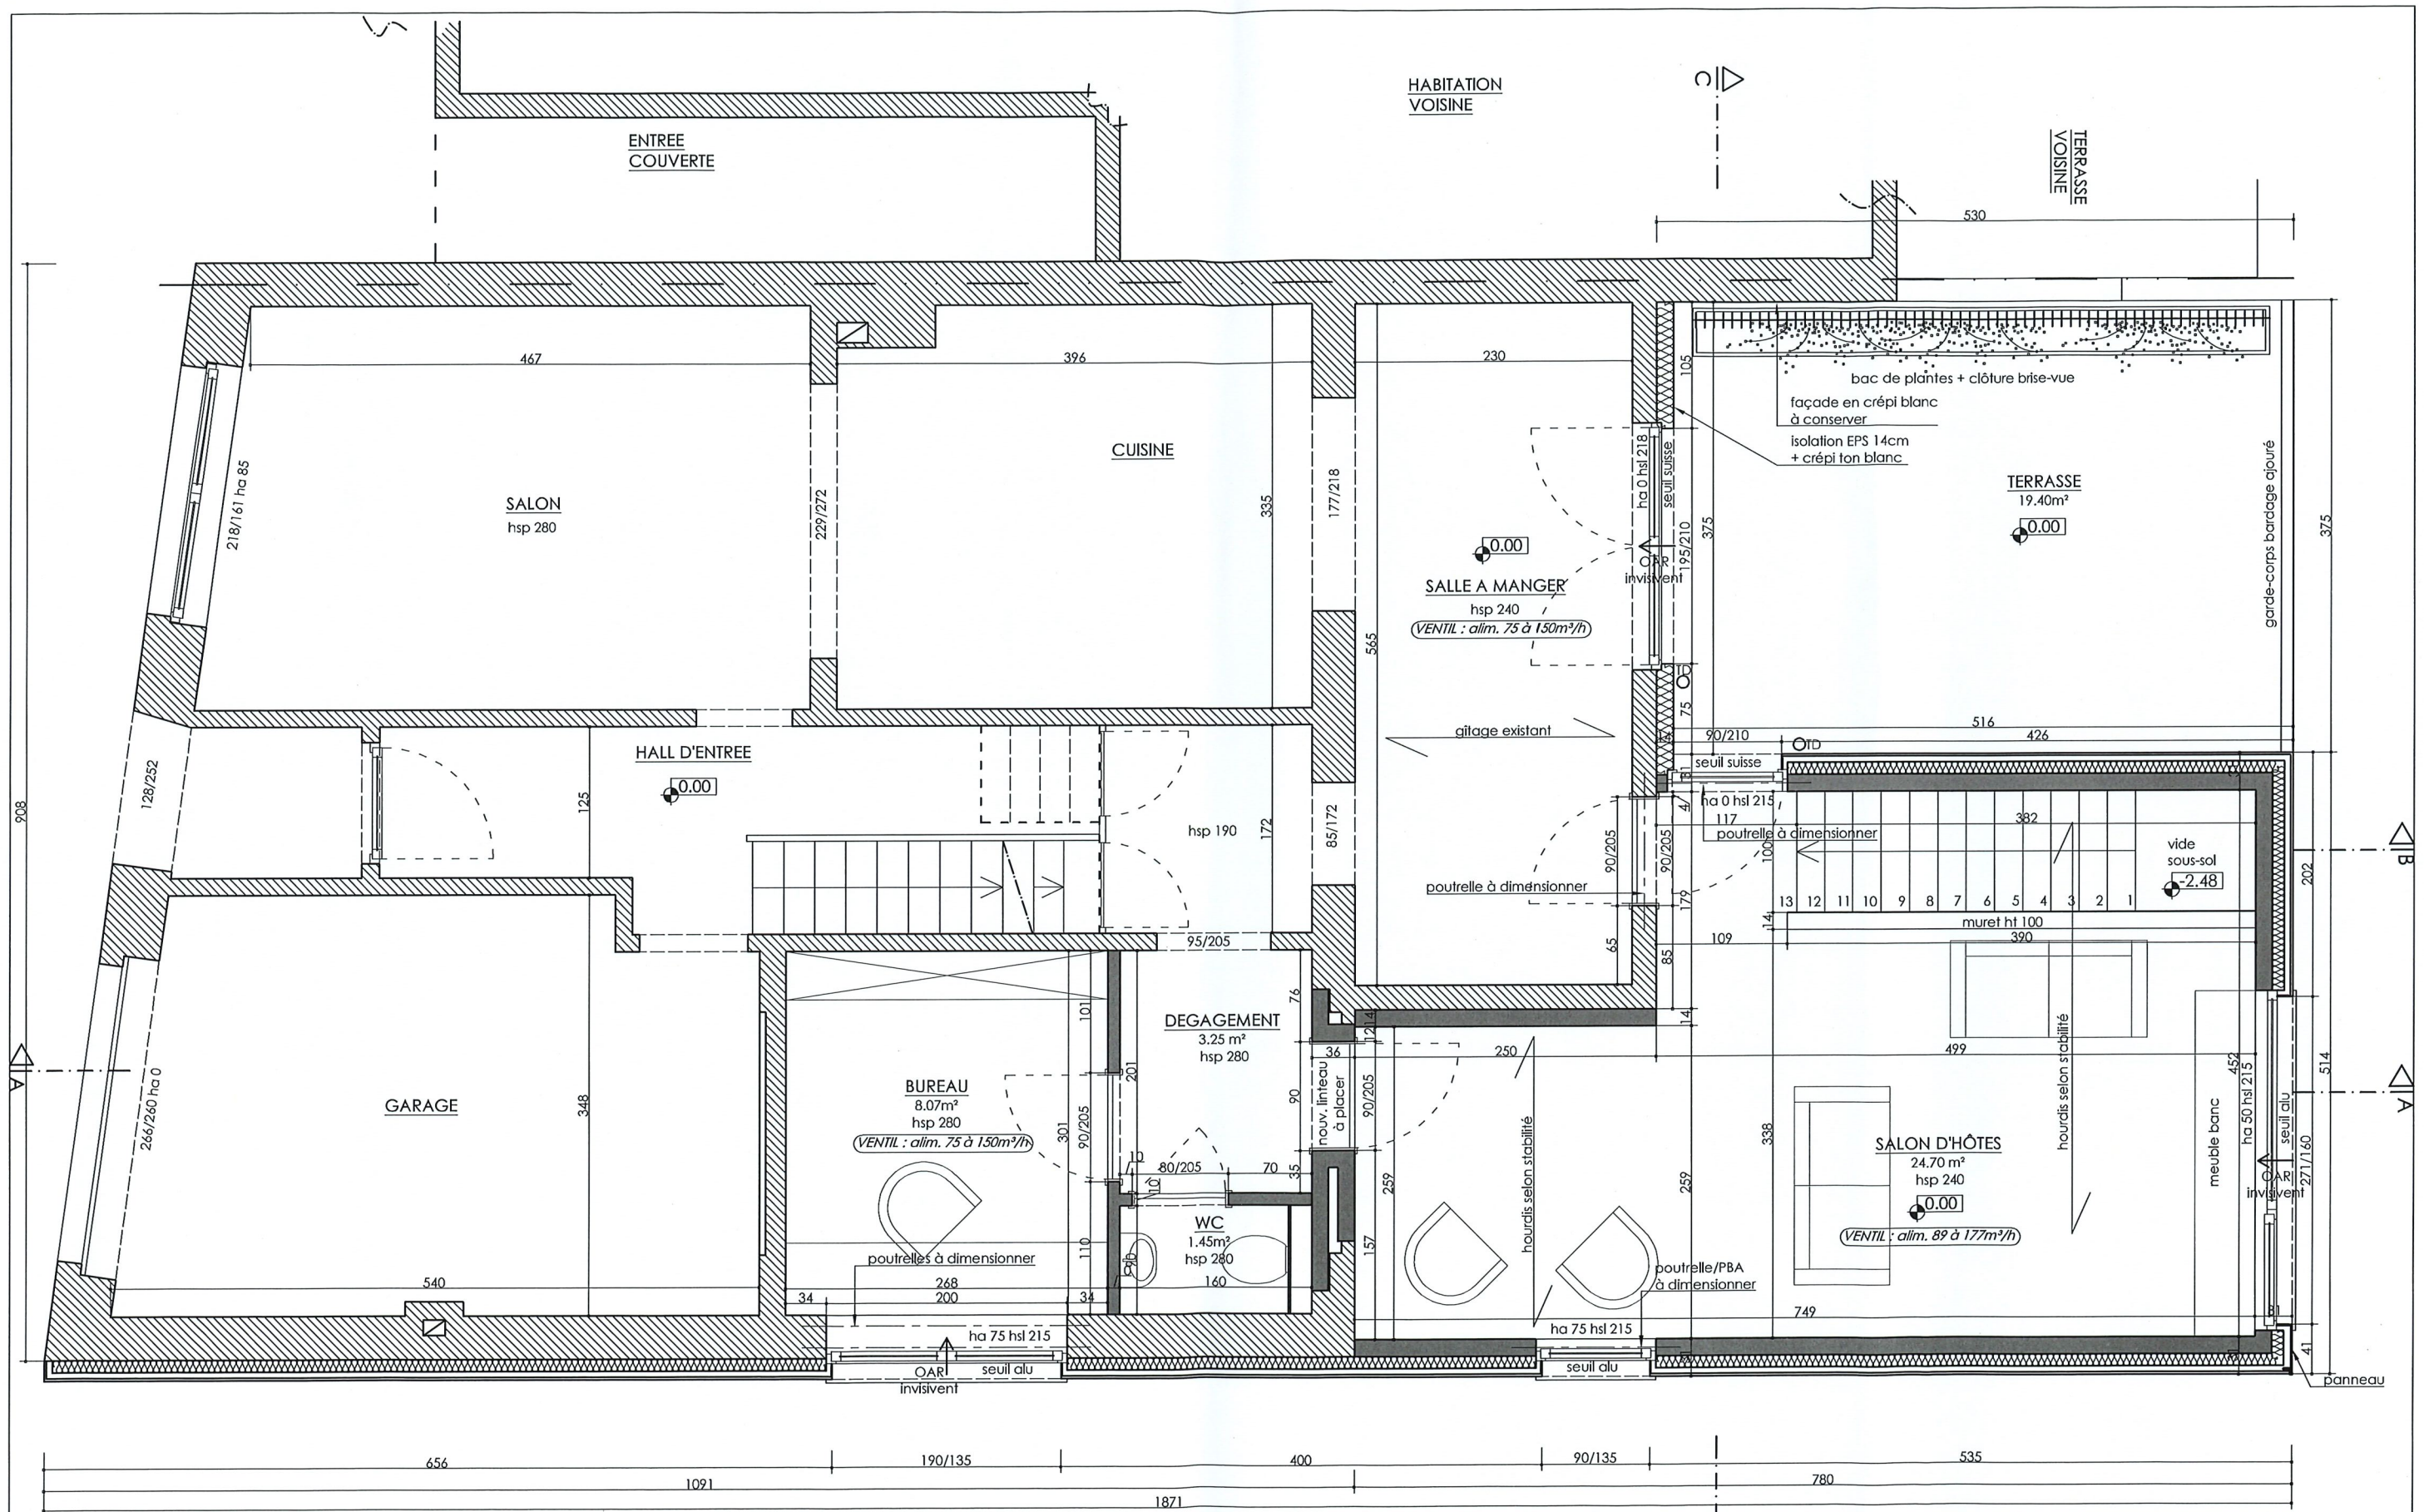 HABITATION
VOISINE
C
TERRASSE
VOISINE
ENTREE
COUVERTE
530
467
396
230
105
bac de plantes + clôture brise-vue
façade en crépi blanc
à conserver
isolation EPS 14cm
+ crépi ton blanc
CUISINE
SALON
hsp 280
218/161 ha 85
229/272
335
177/218
ha 0 hsl 218
seuil suisse
195/210
375
TERRASSE
19.40m²
0.00
garde-corps bardage ajouré
375
0.00
SALLE A MANGER
hsp 240
VENTIL : alim. 75 à 150m³/h
OAR
invisivent
565
TD
75
gîtage existant
516
90/210
426
TD
seuil suisse
HALL D'ENTREE
0.00
128/252
125
908
hsp 190
172
85/172
90/205
90/205
31
4
ha 0 hsl 215
117
382
poutrelle à dimensionner
100
vide
sous-sol
-2.48
202
B
poutrelle à dimensionner
179
13 12 11 10 9 8 7 6 5 4 3 2 1
14
muret ht 100
109
390
95/205
65
85
101
76
DEGAGEMENT
3.25 m²
hsp 280
12
14
14
36
250
499
A
A
266/260 ha 0
GARAGE
348
BUREAU
8.07m²
hsp 280
VENTIL : alim. 75 à 150m³/h
201
301
90/205
90
nouv. linteau
à placer
90/205
hourdis selon stabilité
338
hourdis selon stabilité
452
ha 50 hsl 215
514
seuil alu
SALON D'HÔTES
24.70 m²
hsp 240
0.00
VENTIL : alim. 89 à 177m³/h
meuble banc
OAR
invisivent
271/160
10
80/205
70
35
10
259
259
WC
1.45m²
hsp 280
90
110
157
poutrelles à dimensionner
poutrelle/PBA
à dimensionner
540
268
160
34
200
34
749
31
ha 75 hsl 215
ha 75 hsl 215
41
OAR
seuil alu
invisivent
seuil alu
panneau
656
190/135
400
90/135
535
1091
780
1871